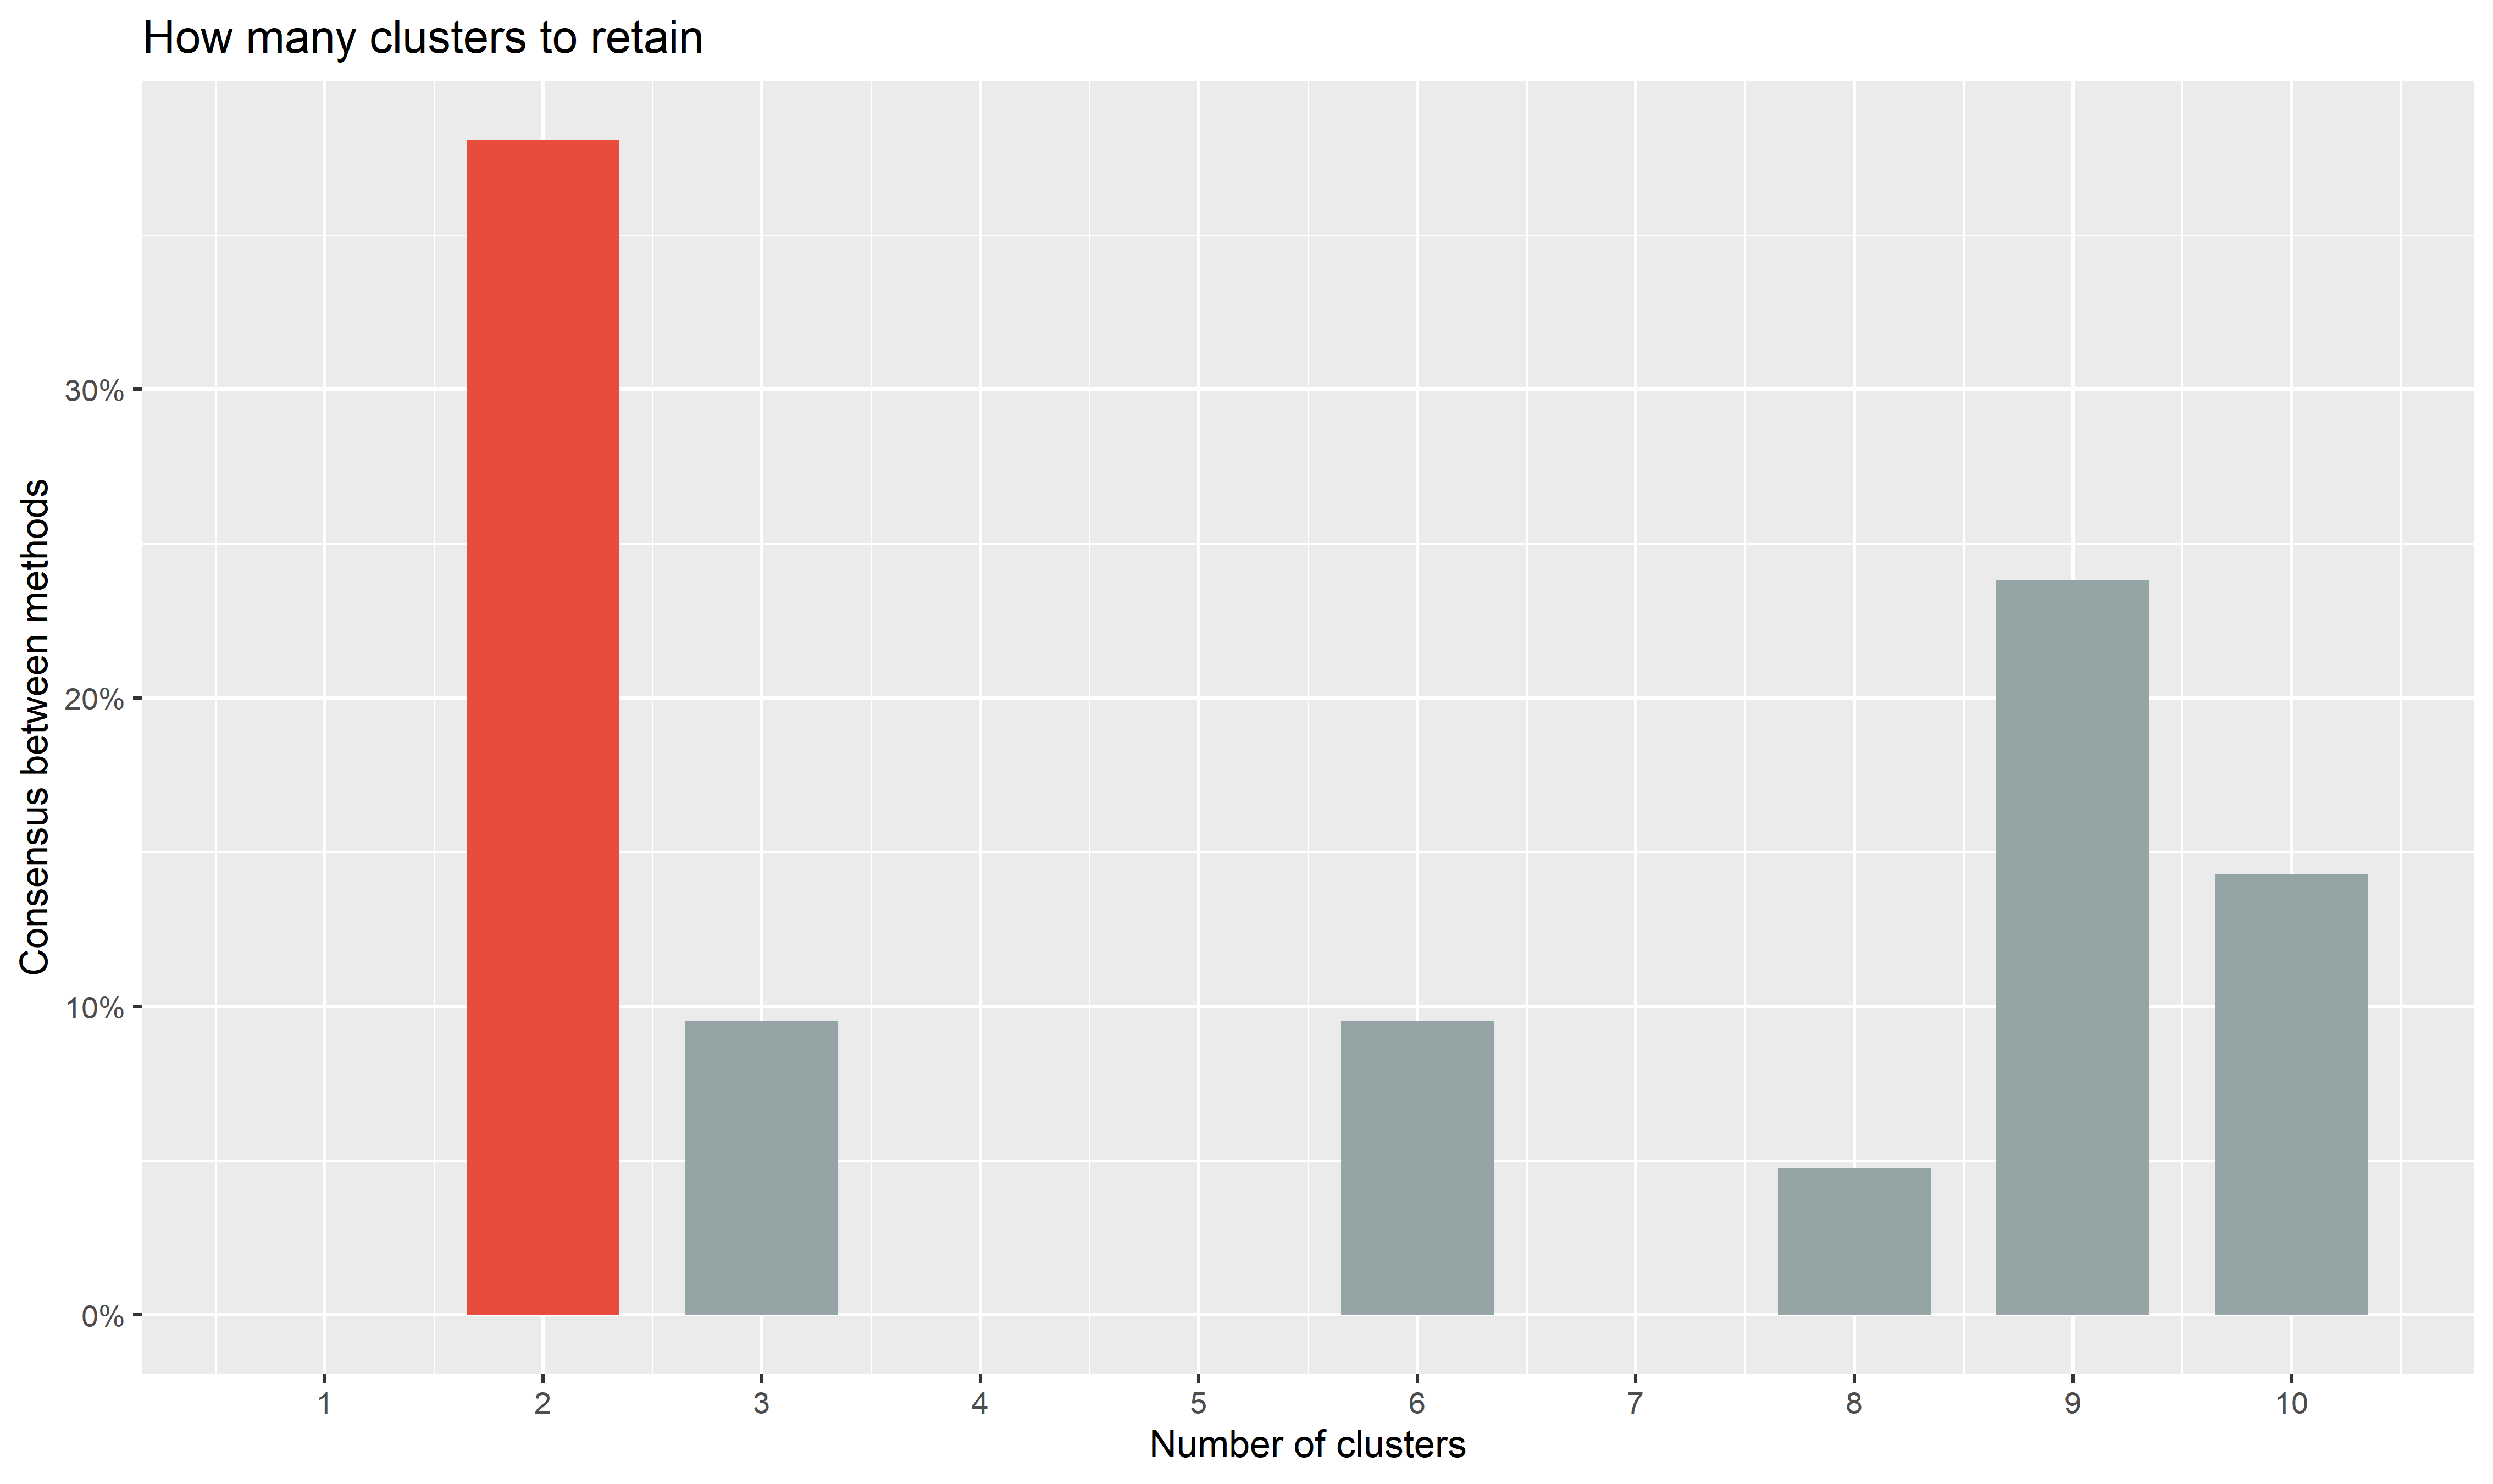 How many clusters to retain
Consensus between methods
30%
20%
10%
0%
1 2 3 4 5 6 7 8 9 10
Number of clusters